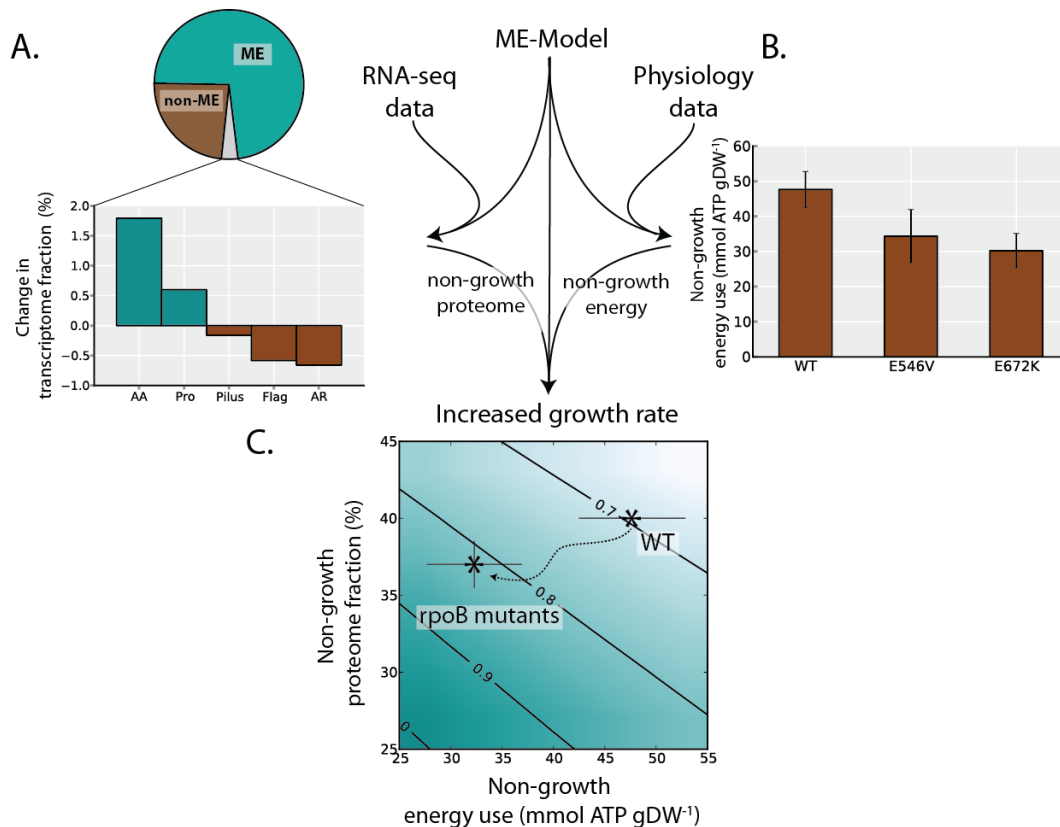 A.
ME
non-ME
Change in
transcriptome fraction (%)
2.0
1.5
1.0
0.5
0.0
−0.5
−1.0
AA Pro Pilus Flag AR
ME-Model
RNA-seq
data
Physiology
data
non-growth
proteome
non-growth
energy
Increased growth rate
B.
Non-growth
energy use (mmol ATP gDW⁻¹)
60
50
40
30
20
10
0
WT E546V E672K
C.
Non-growth
proteome fraction (%)
45
40
35
30
25
0.7
WT
0.8
rpoB mutants
0.9
0
25 30 35 40 45 50 55
Non-growth
energy use (mmol ATP gDW⁻¹)